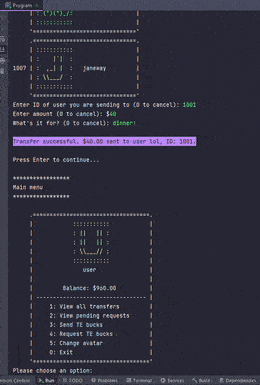 Program
1007 janeway
Enter ID of user you are sending to (0 to cancel): 1001
Enter amount (0 to cancel): $40
What's it for? (0 to cancel): dinner!
Transfer successful. $40.00 sent to user lol, ID: 1001.
Press Enter to continue...
*****************
Main menu
*****************
user
Balance: $960.00
1: View all transfers
2: View pending requests
3: Send TE bucks
4: Request TE bucks
5: Change avatar
0: Exit
Please choose an option:
Version Control
Run
TODO
Problems
Terminal
Services
Build
Dependencies